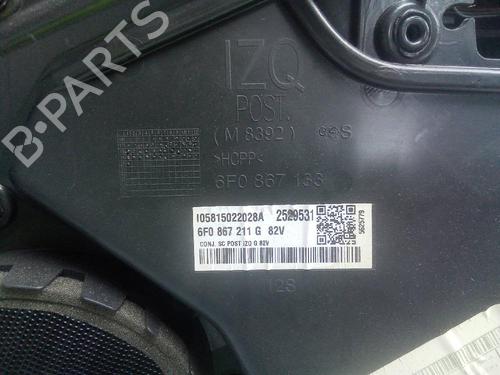 B-PARTS
IZQ
POST.
(M 8392)
>HOPP<
6F0 867 133
I05815022028A 2529531
6F0 867 211 G 82V
CONJ. SC POST IZQ G 82V
5625779